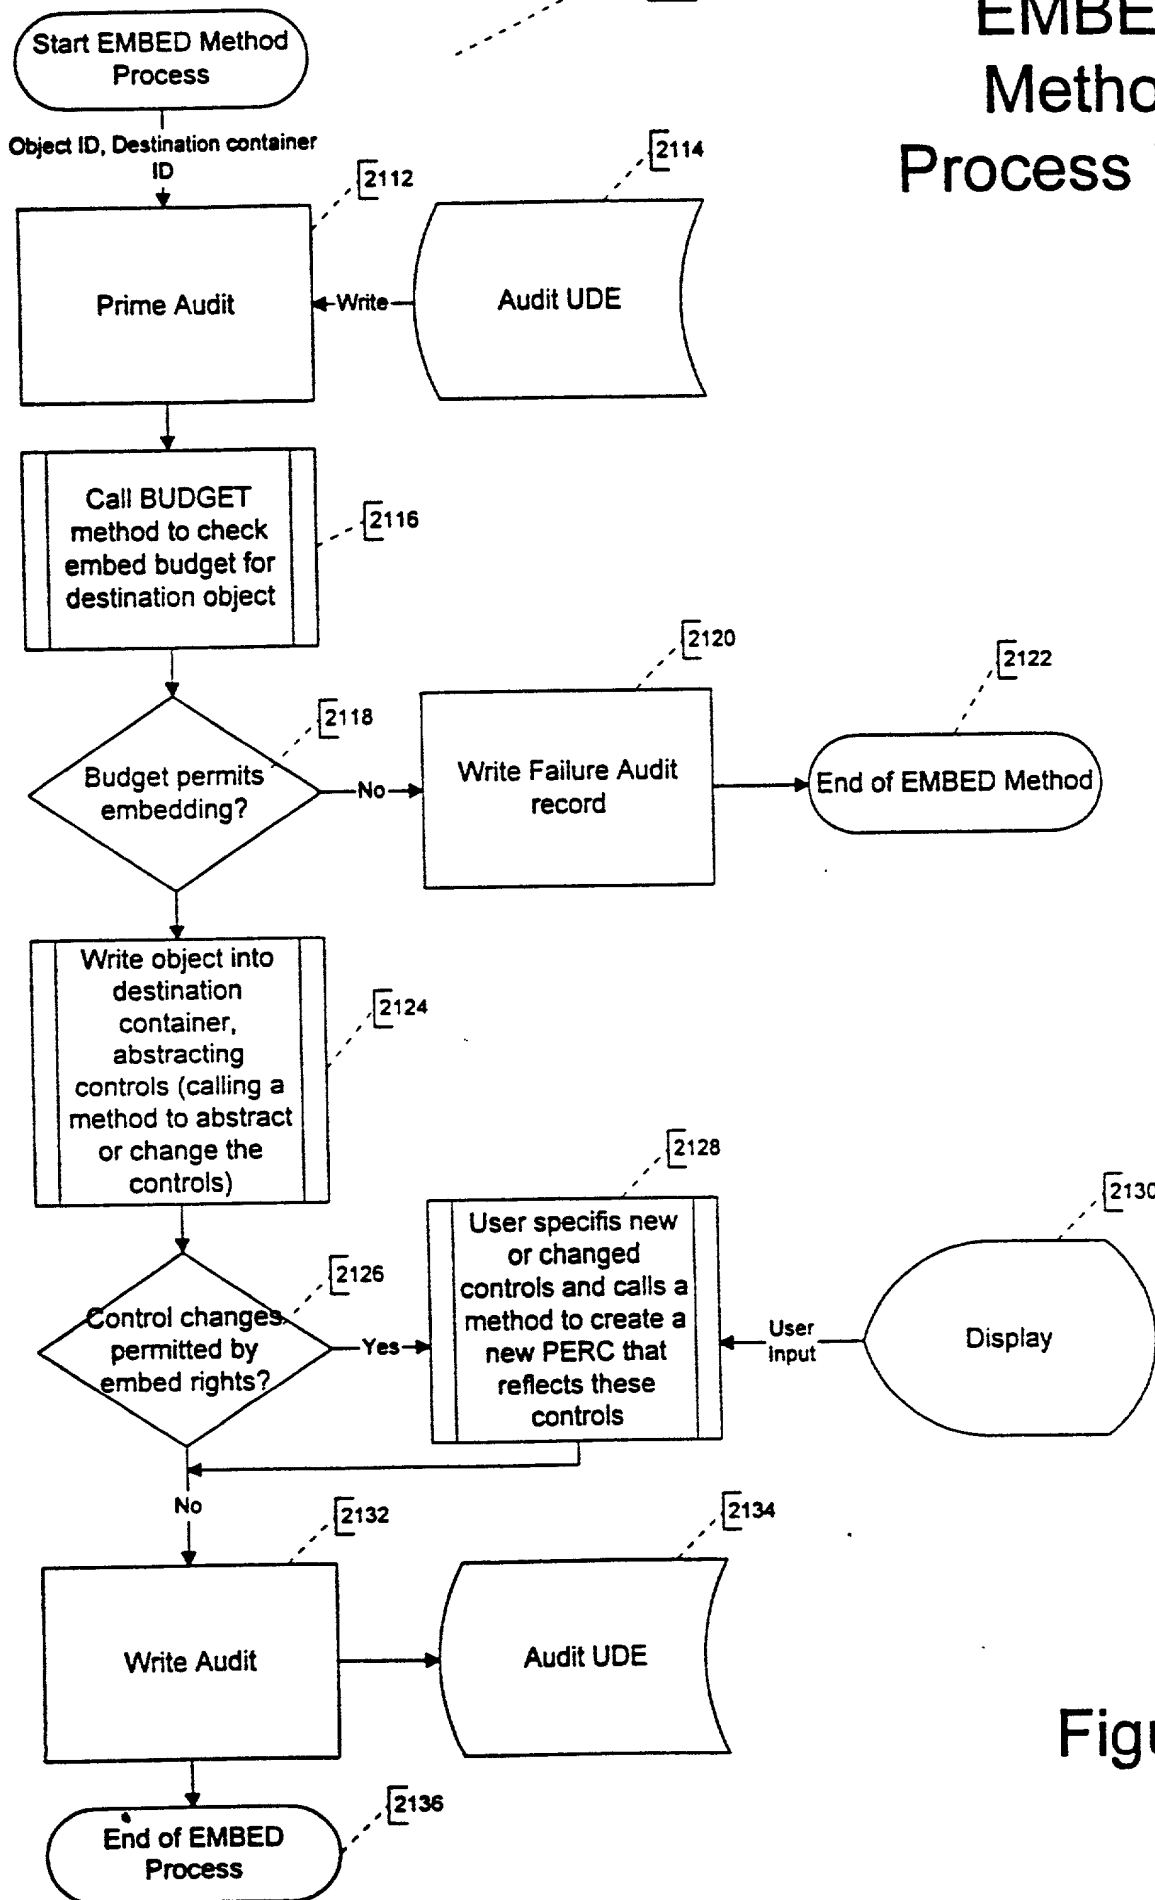 EMBE
Metho
Process
Start EMBED Method
Process
Object ID, Destination container
ID
2112
2114
Prime Audit
Write
Audit UDE
Call BUDGET
method to check
embed budget for
destination object
2116
2118
Budget permits
embedding?
No
2120
Write Failure Audit
record
2122
End of EMBED Method
Write object into
destination
container,
abstracting
controls (calling a
method to abstract
or change the
controls)
2124
2126
Control changes
permitted by
embed rights?
Yes
2128
User specifis new
or changed
controls and calls a
method to create a
new PERC that
reflects these
controls
User
Input
2130
Display
No
2132
Write Audit
2134
Audit UDE
End of EMBED
Process
2136
Figu